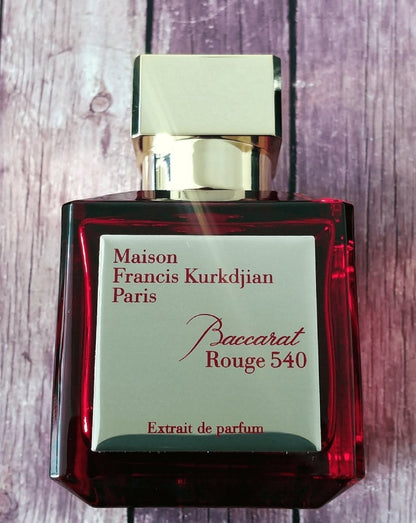 Maison
Francis Kurkdjian
Paris
Baccarat
Rouge 540
Extrait de parfum